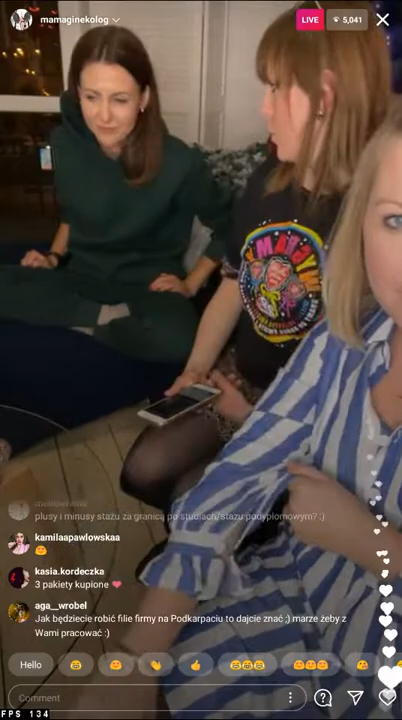 mamaginekolog
LIVE
5,041
plusy i minusy stażu za granicą po studiach/stażu podyplomowym? :)
kamilaapawlowskaa
kasia.kordeczka
3 pakiety kupione
aga__wrobel
Jak będziecie robić filie firmy na Podkarpaciu to dajcie znać ;) marze żeby z
Wami pracować :)
Hello
Comment
FPS 134